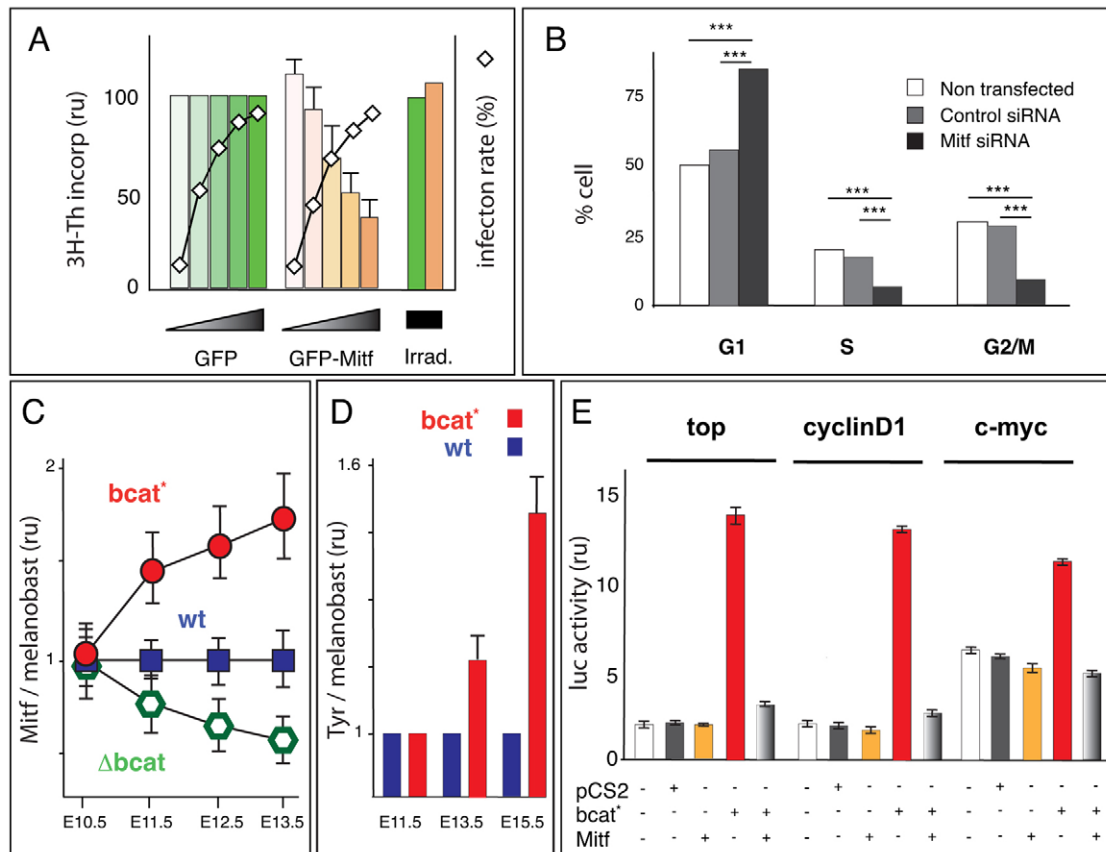 A
3H-Th incorp (ru)
100
50
0
infecton rate (%)
GFP
GFP-Mitf
Irrad.
B
% cell
75
50
25
0
***
***
***
***
***
***
Non transfected
Control siRNA
Mitf siRNA
G1
S
G2/M
C
Mitf / melanobast (ru)
2
1
bcat*
wt
Δbcat
E10.5
E11.5
E12.5
E13.5
D
bcat*
wt
Tyr / melanobast (ru)
1.6
1
E11.5
E13.5
E15.5
E
top
cyclinD1
c-myc
luc activity (ru)
15
10
5
0
pCS2 - + - - - - + - - - - + - - -
bcat* - - - + + - - - + + - - - + +
Mitf - - + - + - - + - + - - + - +